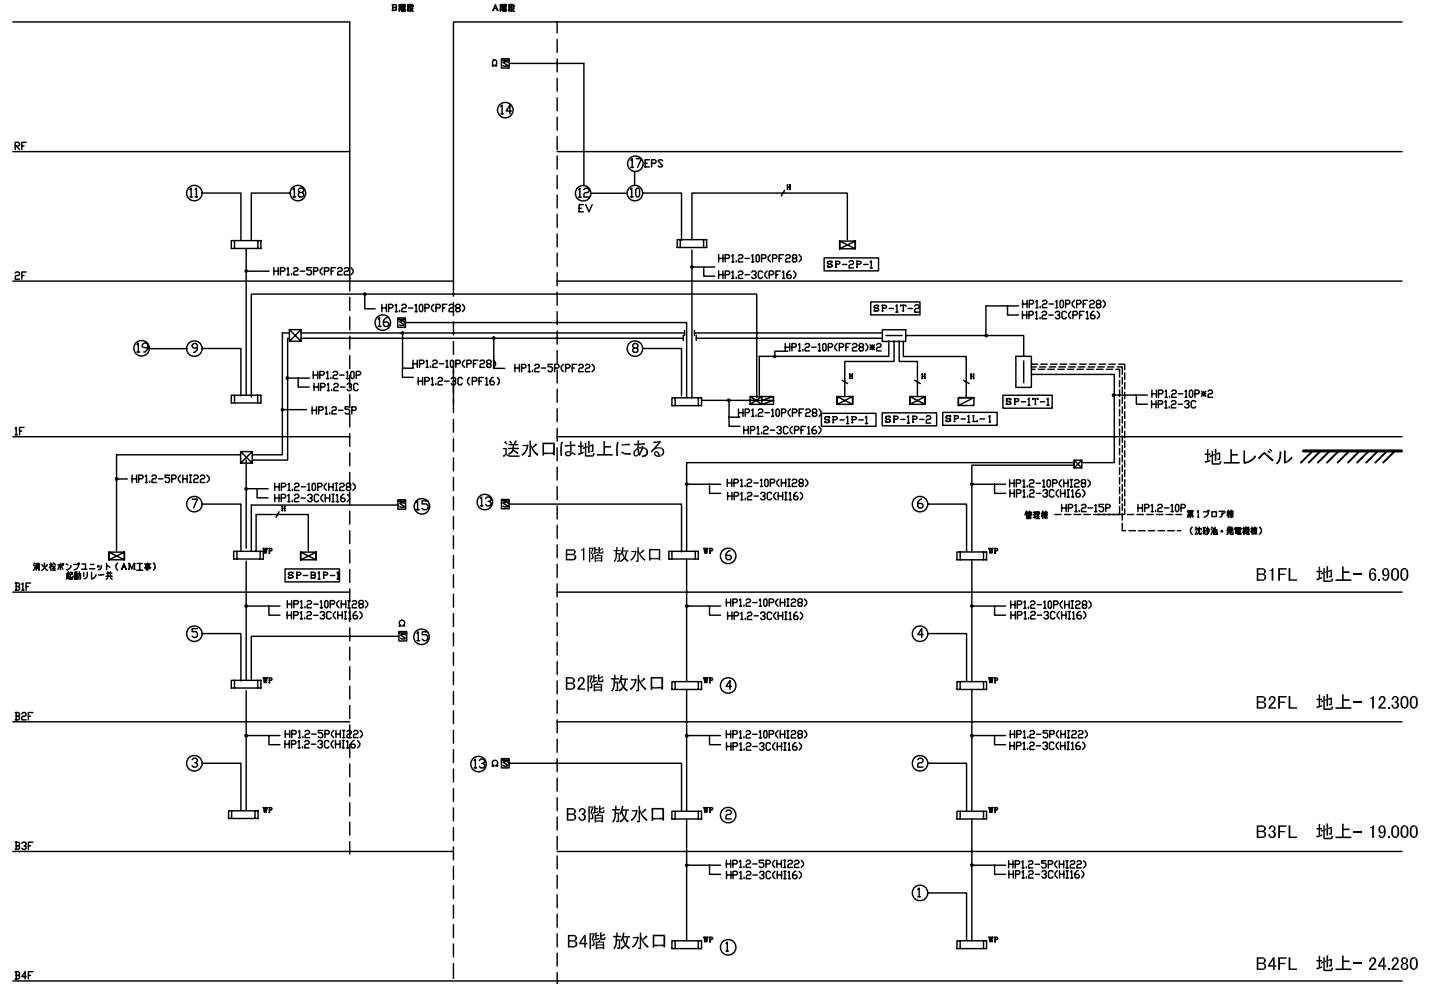 B階段 A階段
Ω S
⑭
RF
⑰EPS
⑪ ⑱ ⑫ ⑩ H
EV
HP1.2-10P(PF28)
SP-2P-1
HP1.2-5P(PF22) HP1.2-3C(PF16)
2F
HP1.2-10P(PF28) SP-1T-2 HP1.2-10P(PF28)
HP1.2-3C(PF16)
⑯ S
⑲ ⑨ ⑧ HP1.2-10P(PF28)※2
HP1.2-10P(PF28) HP1.2-5P(PF22)
HP1.2-10P HP1.2-3C(PF16) H H H
HP1.2-3C
HP1.2-10P※2
HP1.2-3C
SP-1T-1
HP1.2-5P HP1.2-10P(PF28) SP-1P-1 SP-1P-2 SP-1L-1
HP1.2-3C(PF16)
1F
送水口は地上にある 地上レベル
HP1.2-5P(HI22) HP1.2-10P(HI28) HP1.2-10P(HI28) HP1.2-10P(HI28)
HP1.2-3C(HI16) HP1.2-3C(HI16) HP1.2-3C(HI16)
⑦ H S ⑮ ⑬ S ⑥
管理棟 HP1.2-15P HP1.2-10P 第1ブロア棟
(沈砂池・発電機棟)
WP B1階 放水口 WP ⑥ WP
消火栓ポンプユニット(AM工事)
起動リレー共 SP-B1P-1 B1FL 地上- 6.900
B1F
HP1.2-10P(HI28) HP1.2-10P(HI28) HP1.2-10P(HI28)
HP1.2-3C(HI16) HP1.2-3C(HI16) HP1.2-3C(HI16)
Ω
⑤ S ⑮ ④
WP B2階 放水口 WP ④ WP
B2FL 地上- 12.300
B2F
HP1.2-5P(HI22) HP1.2-10P(HI28) HP1.2-5P(HI22)
HP1.2-3C(HI16) HP1.2-3C(HI16) HP1.2-3C(HI16)
③ ⑬ Ω S ②
WP B3階 放水口 WP ② WP
B3FL 地上- 19.000
B3F
HP1.2-5P(HI22) HP1.2-5P(HI22)
HP1.2-3C(HI16) HP1.2-3C(HI16)
①
B4階 放水口 WP ① WP
B4FL 地上- 24.280
B4F